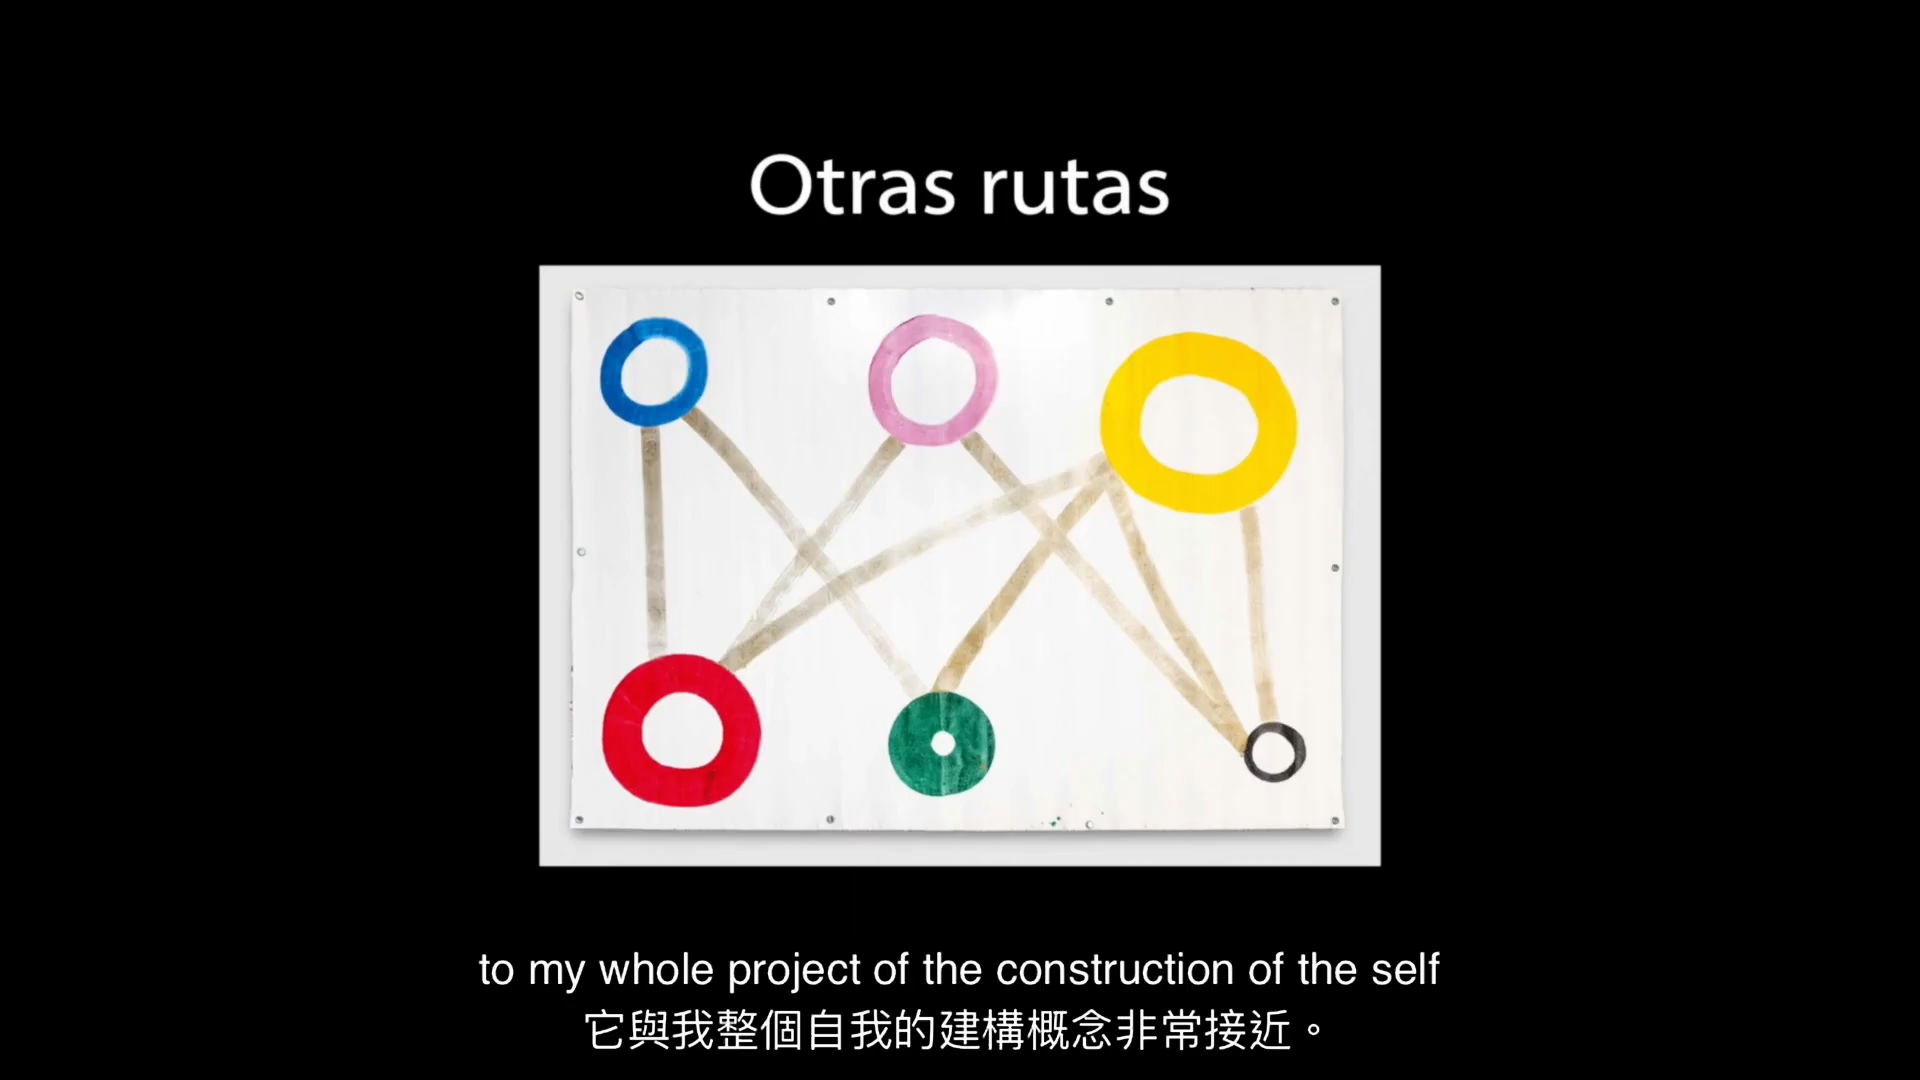 Otras rutas
to my whole project of the construction of the self
它與我整個自我的建構概念非常接近。